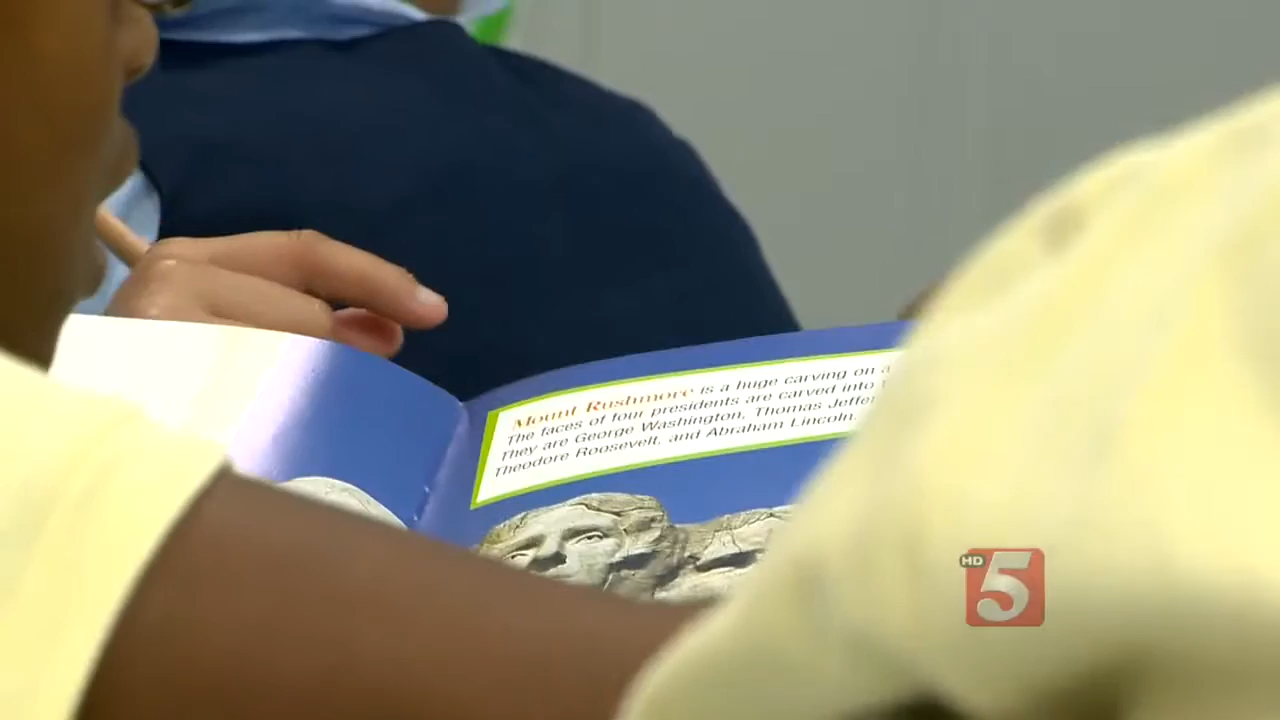 Mount Rushmore is a huge carving on a
The faces of four presidents are carved into
They are George Washington, Thomas Jeffer
Theodore Roosevelt, and Abraham Lincoln.
HD
5